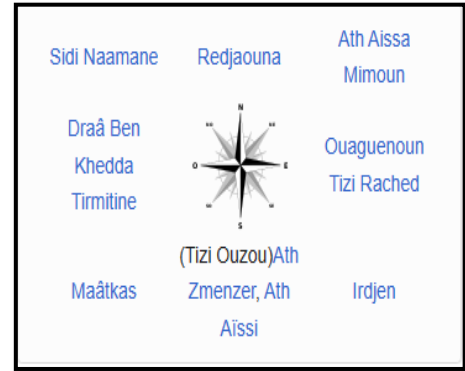 Sidi Naamane
Redjaouna
Ath Aissa
Mimoun
Draâ Ben
Khedda
Tirmitine
N
O
E
S
Ouaguenoun
Tizi Rached
Maâtkas
(Tizi Ouzou)Ath
Zmenzer, Ath
Aïssi
Irdjen